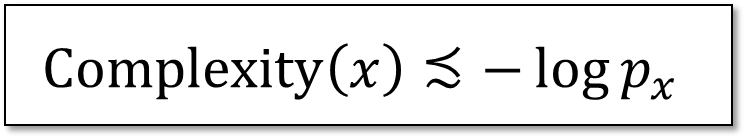 Complexity(x) ⪅ − log pₓ